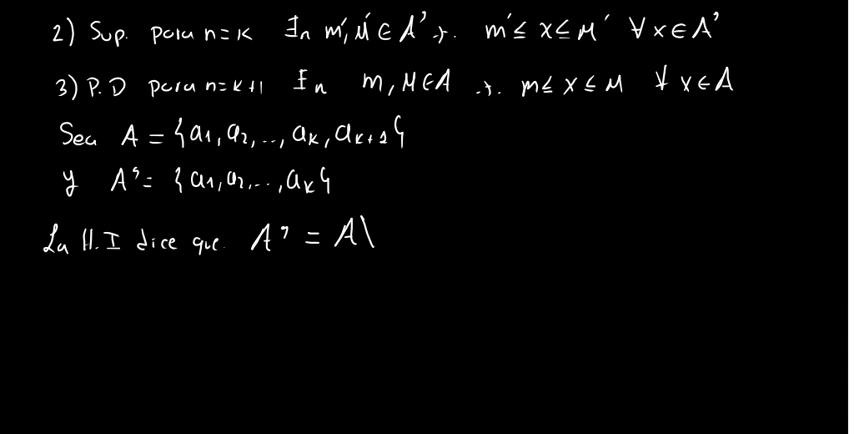 2) Sup. para n=k ∃n m', M' ∈ A' .t. m' ≤ x ≤ M' ∀ x ∈ A'
3) P.D para n=k+1 ∃n m, M ∈ A .t. m ≤ x ≤ M ∀ x ∈ A
Sea A = {a1, a2, .., ak, ak+1}
y A' = {a1, a2, ..., ak}
La H.I dice que A' = A\